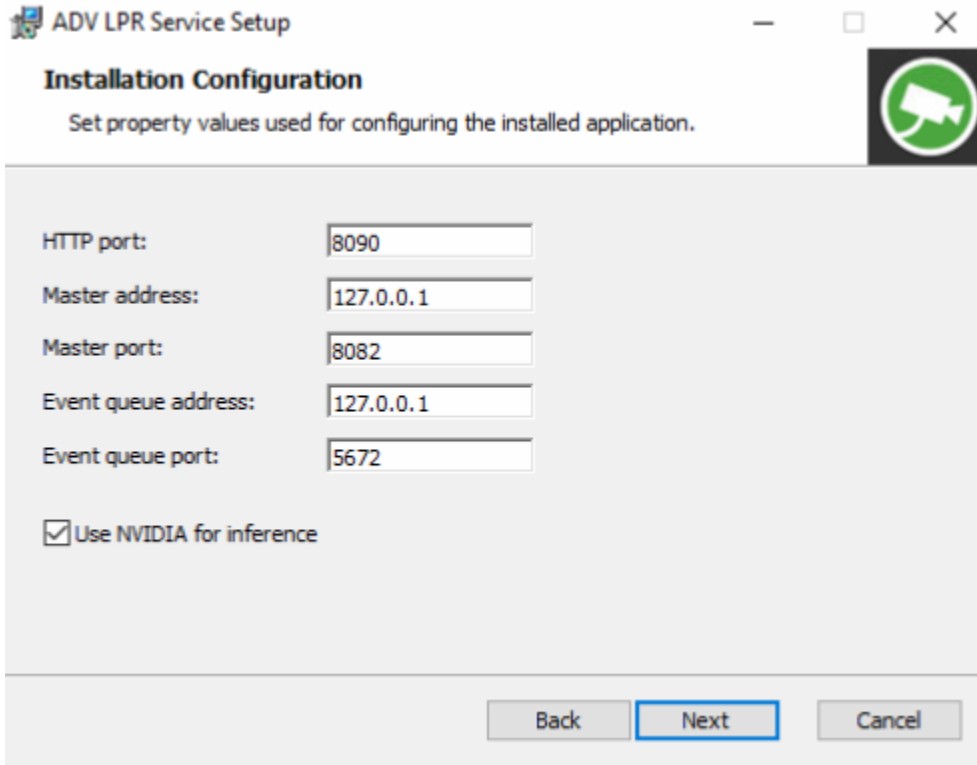 ADV LPR Service Setup
Installation Configuration
Set property values used for configuring the installed application.
HTTP port: 8090
Master address: 127.0.0.1
Master port: 8082
Event queue address: 127.0.0.1
Event queue port: 5672
Use NVIDIA for inference
Back Next Cancel